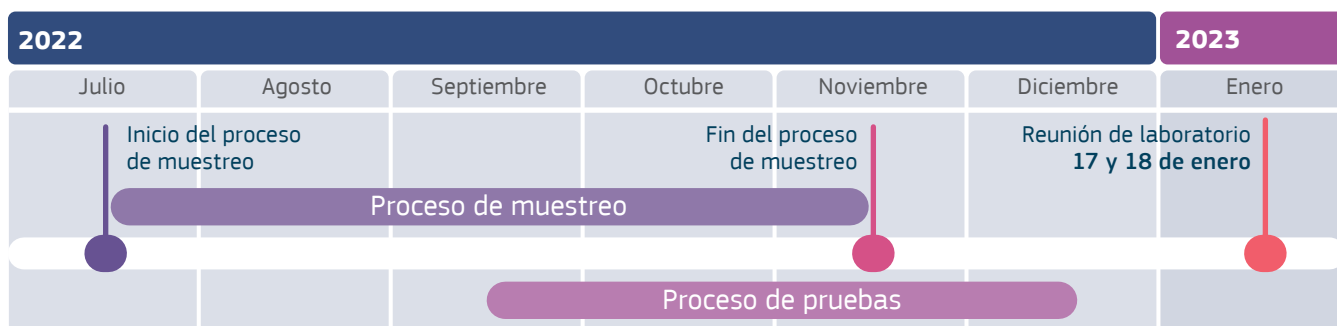 2022
2023
Julio
Agosto
Septiembre
Octubre
Noviembre
Diciembre
Enero
Inicio del proceso
de muestreo
Fin del proceso
de muestreo
Reunión de laboratorio
17 y 18 de enero
Proceso de muestreo
Proceso de pruebas